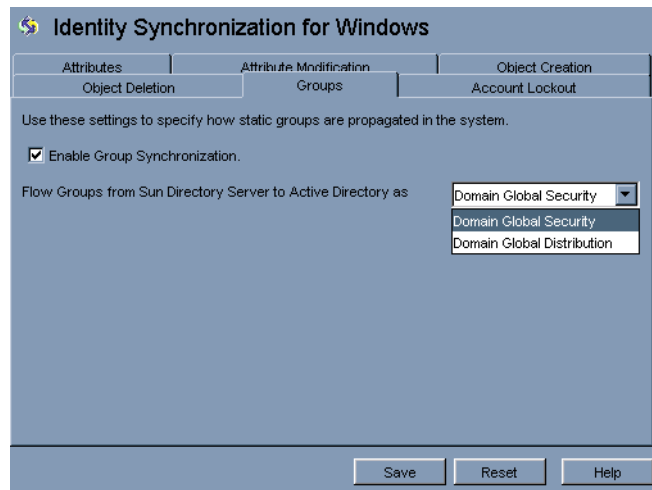 Identity Synchronization for Windows
Attributes
Attribute Modification
Object Creation
Object Deletion
Groups
Account Lockout
Use these settings to specify how static groups are propagated in the system.
Enable Group Synchronization.
Flow Groups from Sun Directory Server to Active Directory as
Domain Global Security
Domain Global Security
Domain Global Distribution
Save
Reset
Help